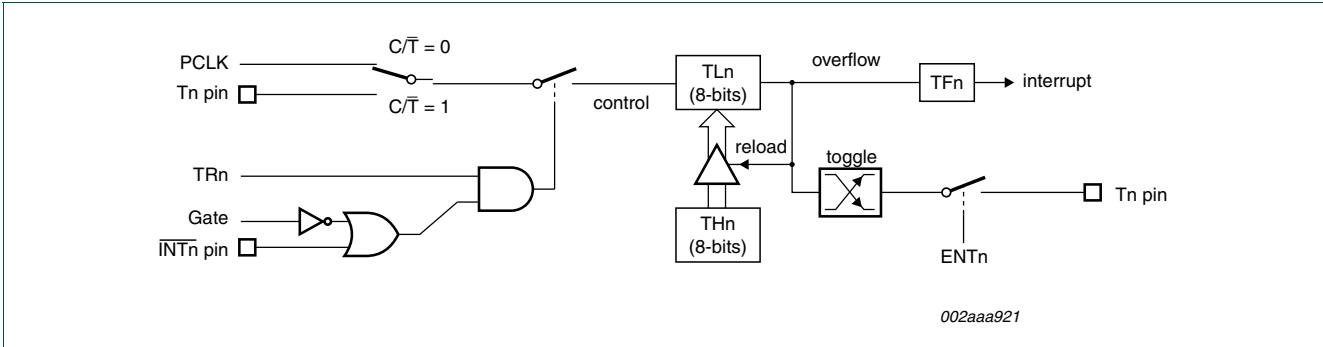 PCLK
C/T̅ = 0
Tn pin
C/T̅ = 1
control
TLn
(8-bits)
overflow
TFn
interrupt
reload
toggle
TRn
Gate
I̅N̅T̅n̅ pin
THn
(8-bits)
Tn pin
ENTn
002aaa921